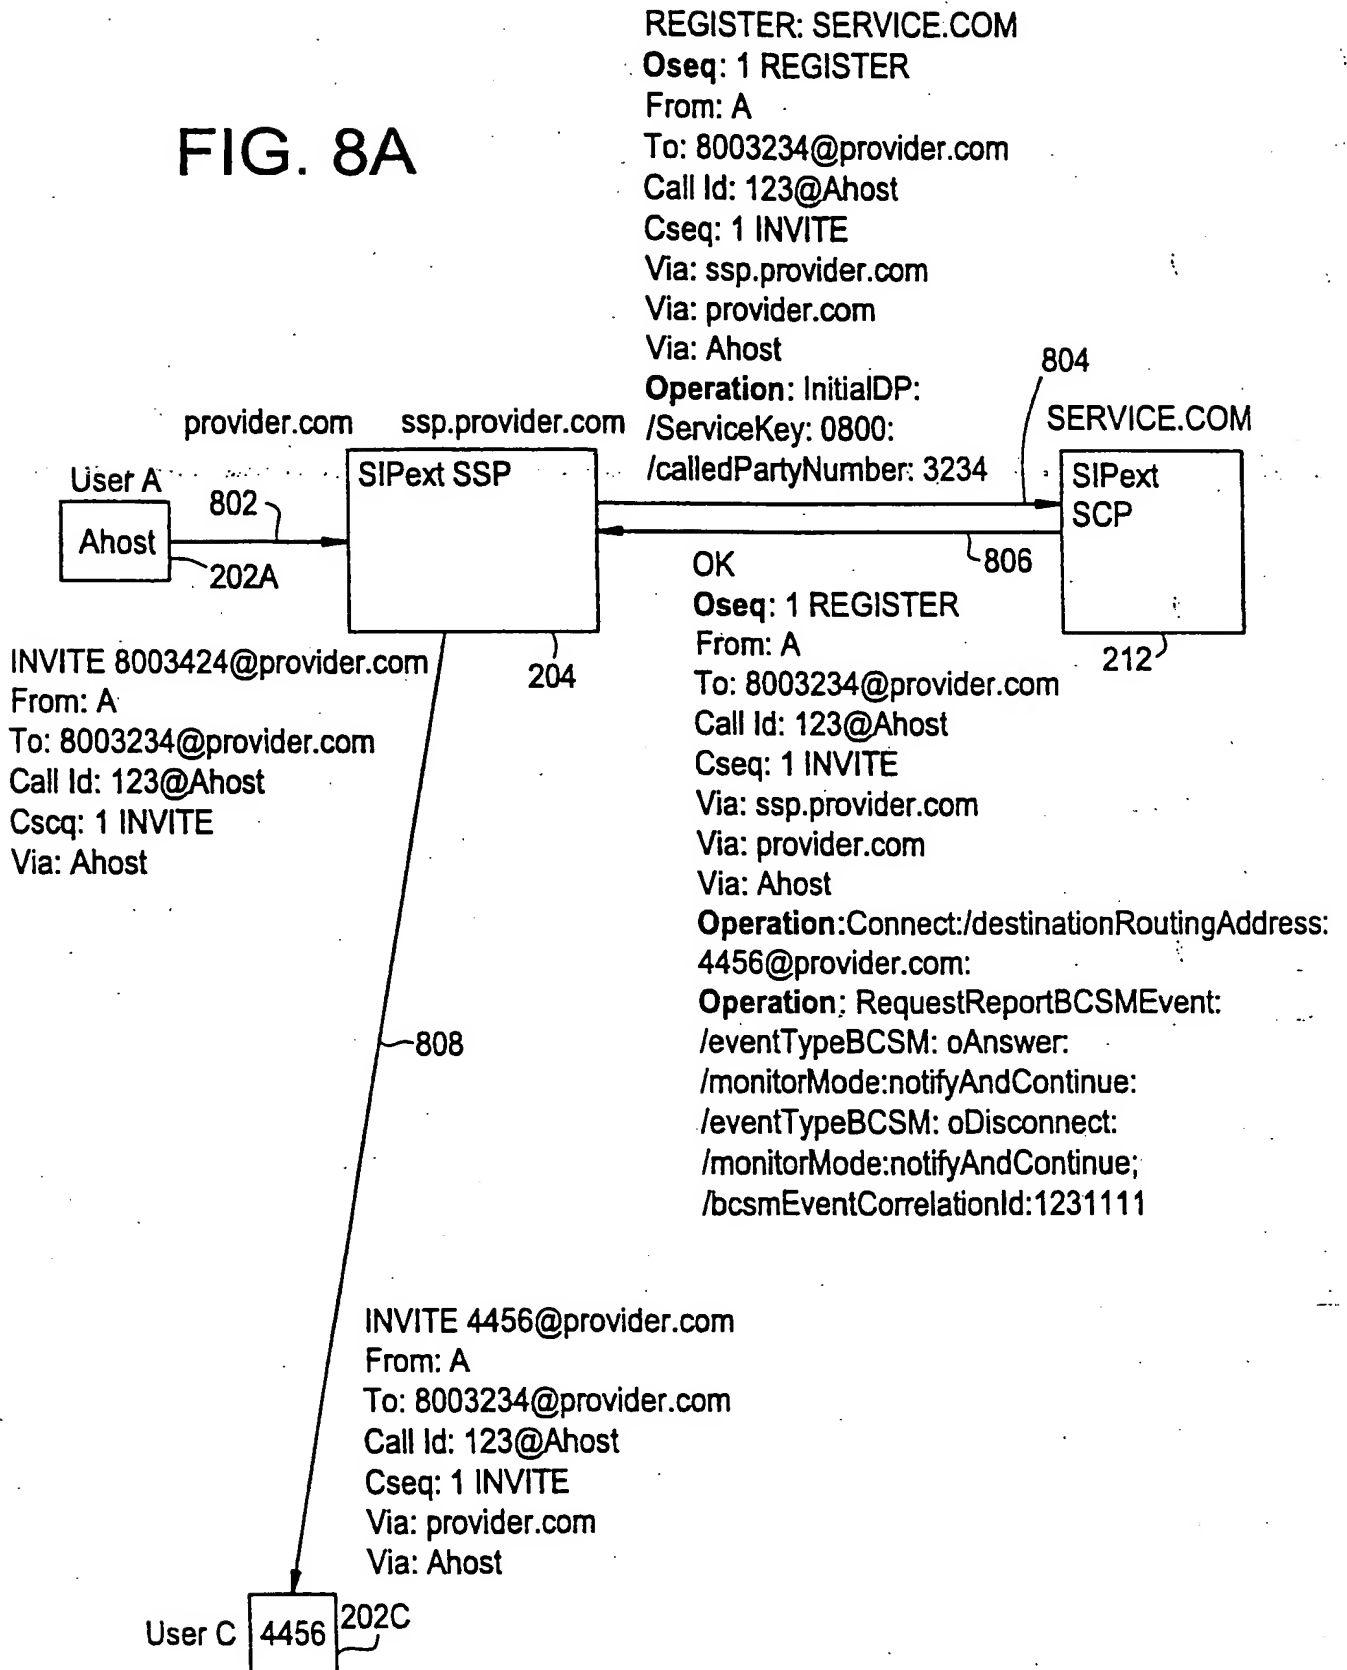 FIG. 8A
REGISTER: SERVICE.COM
Oseq: 1 REGISTER
From: A
To: 8003234@provider.com
Call Id: 123@Ahost
Cseq: 1 INVITE
Via: ssp.provider.com
Via: provider.com
Via: Ahost
Operation: InitialDP:
/ServiceKey: 0800:
/calledPartyNumber: 3234
804
provider.com
ssp.provider.com
SERVICE.COM
User A
Ahost
202A
802
SIPext SSP
204
SIPext
SCP
212
806
INVITE 8003424@provider.com
From: A
To: 8003234@provider.com
Call Id: 123@Ahost
Cscq: 1 INVITE
Via: Ahost
OK
Oseq: 1 REGISTER
From: A
To: 8003234@provider.com
Call Id: 123@Ahost
Cseq: 1 INVITE
Via: ssp.provider.com
Via: provider.com
Via: Ahost
Operation:Connect:/destinationRoutingAddress:
4456@provider.com:
Operation: RequestReportBCSMEvent:
/eventTypeBCSM: oAnswer:
/monitorMode:notifyAndContinue:
/eventTypeBCSM: oDisconnect:
/monitorMode:notifyAndContinue;
/bcsmEventCorrelationId:1231111
808
INVITE 4456@provider.com
From: A
To: 8003234@provider.com
Call Id: 123@Ahost
Cseq: 1 INVITE
Via: provider.com
Via: Ahost
User C
4456
202C